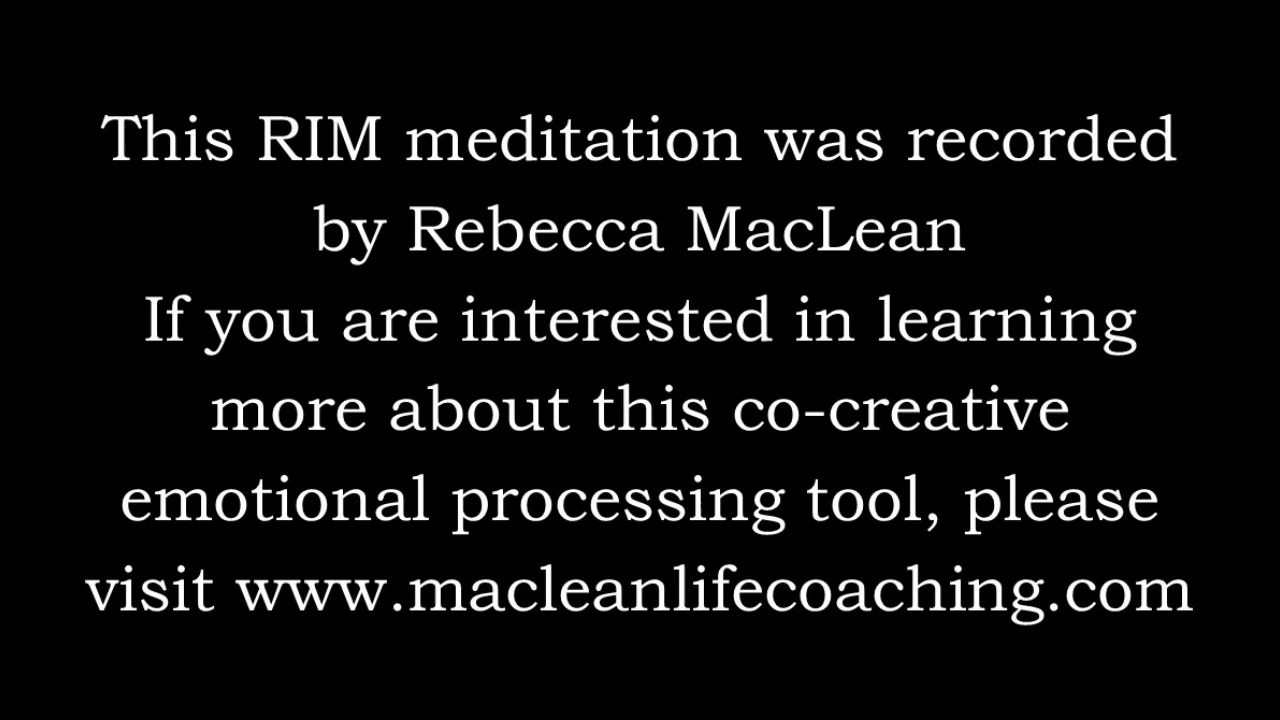 This RIM meditation was recorded
by Rebecca MacLean
If you are interested in learning
more about this co-creative
emotional processing tool, please
visit www.macleanlifecoaching.com